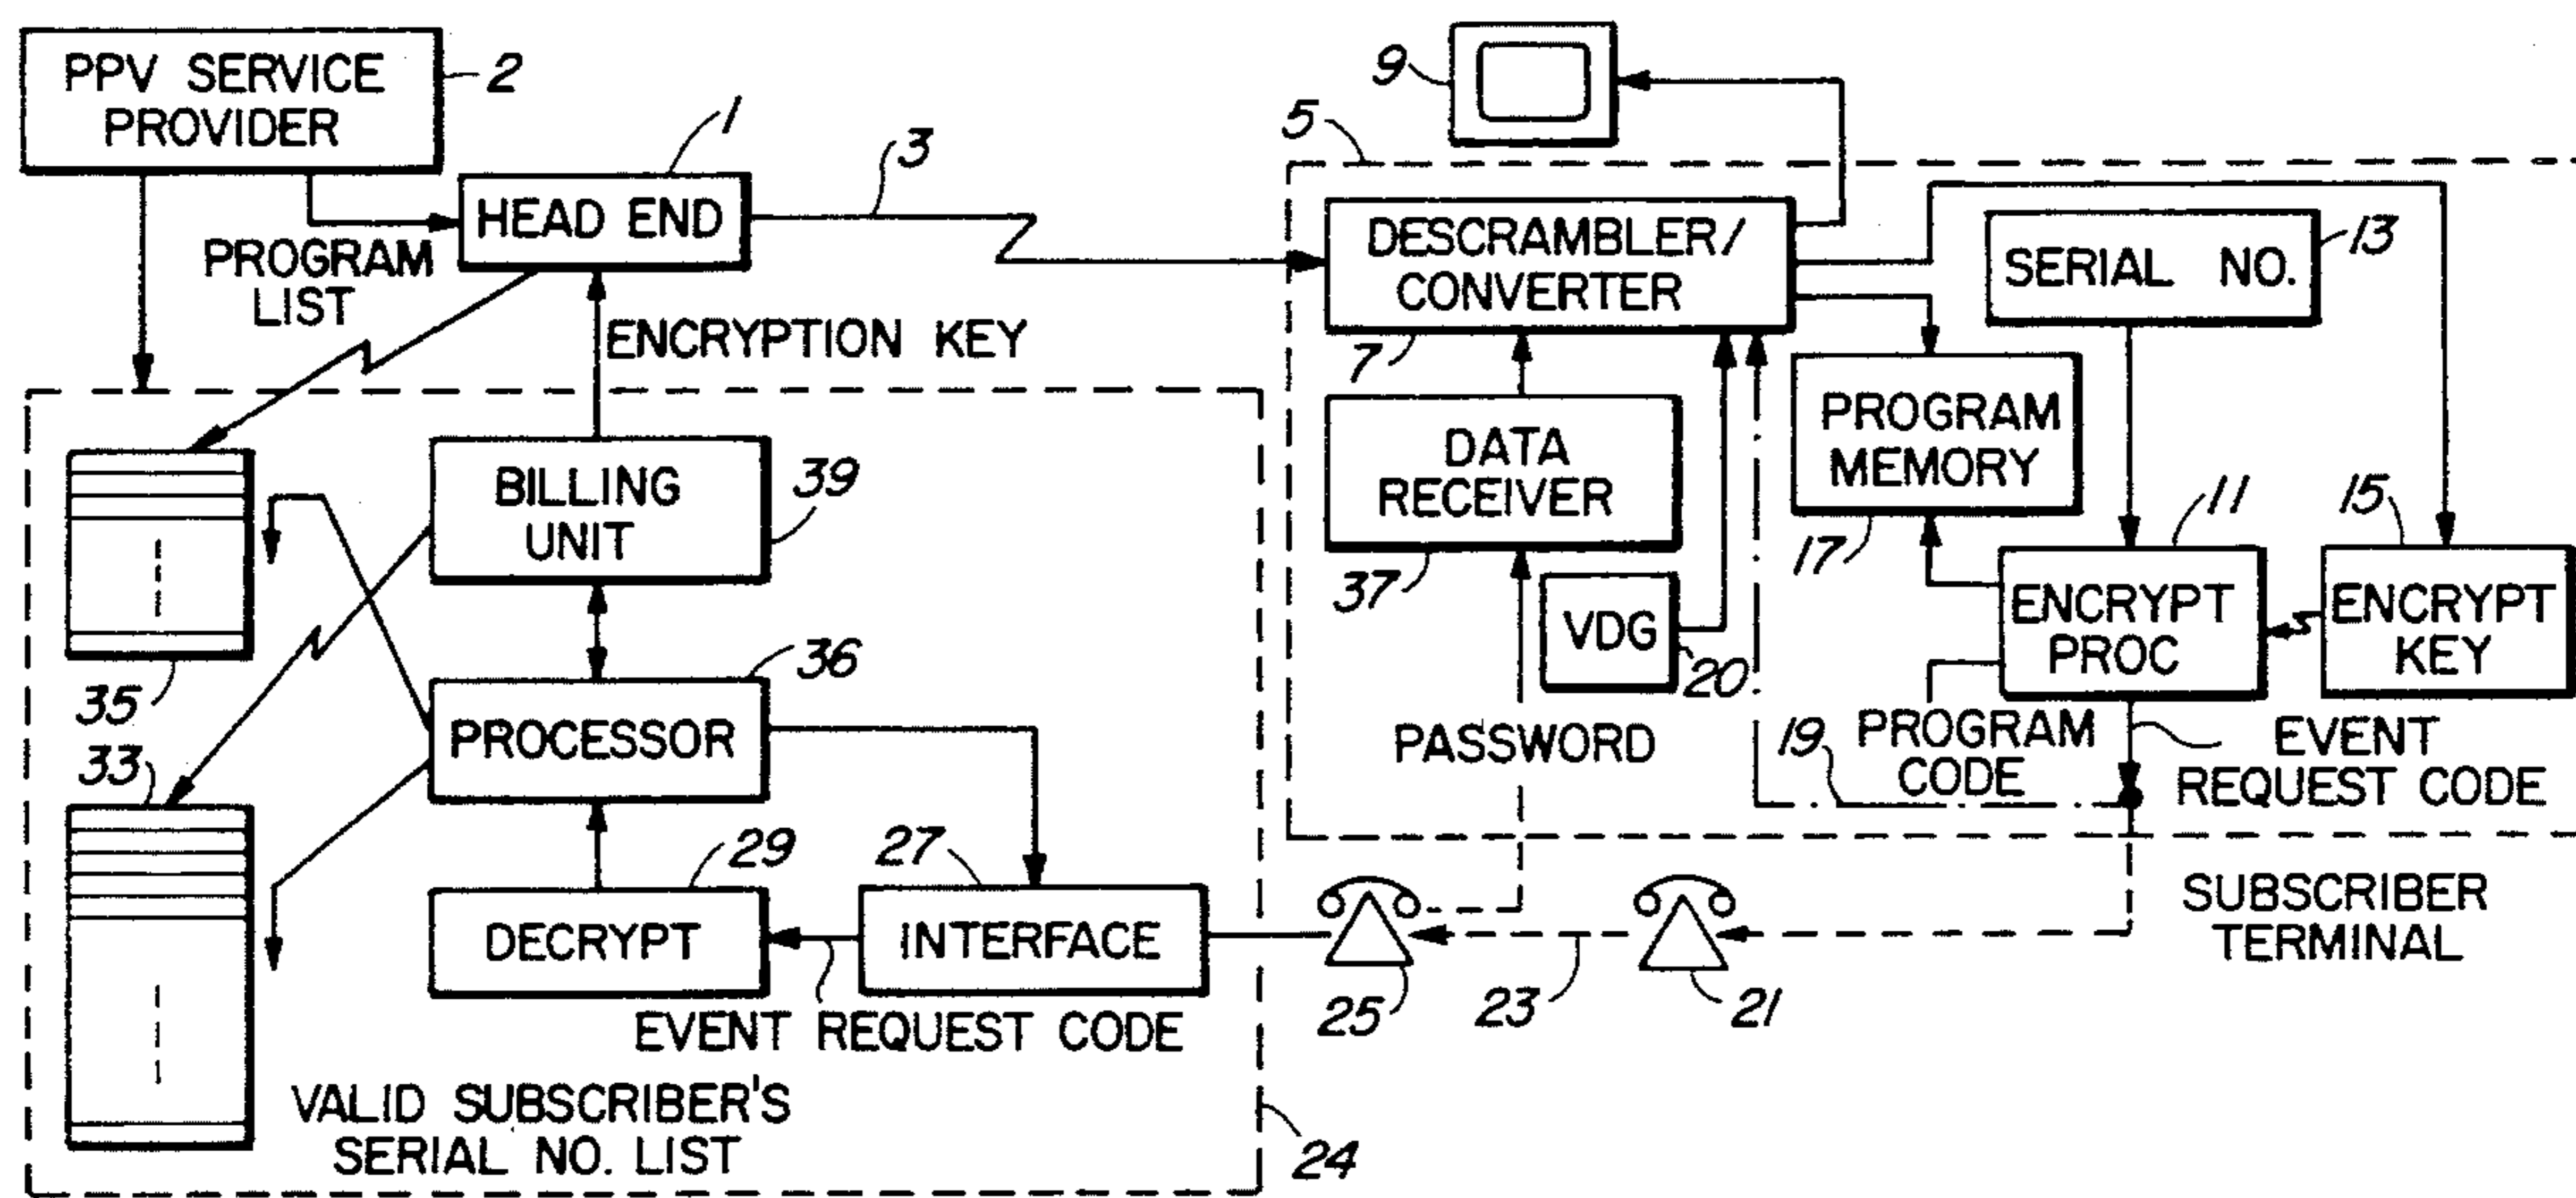 PPV SERVICE
PROVIDER
2
1
3
HEAD END
PROGRAM
LIST
ENCRYPTION KEY
BILLING
UNIT
39
35
36
PROCESSOR
33
29
27
DECRYPT
INTERFACE
EVENT REQUEST CODE
VALID SUBSCRIBER'S
SERIAL NO. LIST
24
9
5
DESCRAMBLER/
CONVERTER
7
SERIAL NO.
13
PROGRAM
MEMORY
17
DATA
RECEIVER
37
VDG
20
11
15
ENCRYPT
PROC
ENCRYPT
KEY
PASSWORD
19
PROGRAM
CODE
EVENT
REQUEST CODE
SUBSCRIBER
TERMINAL
25
23
21